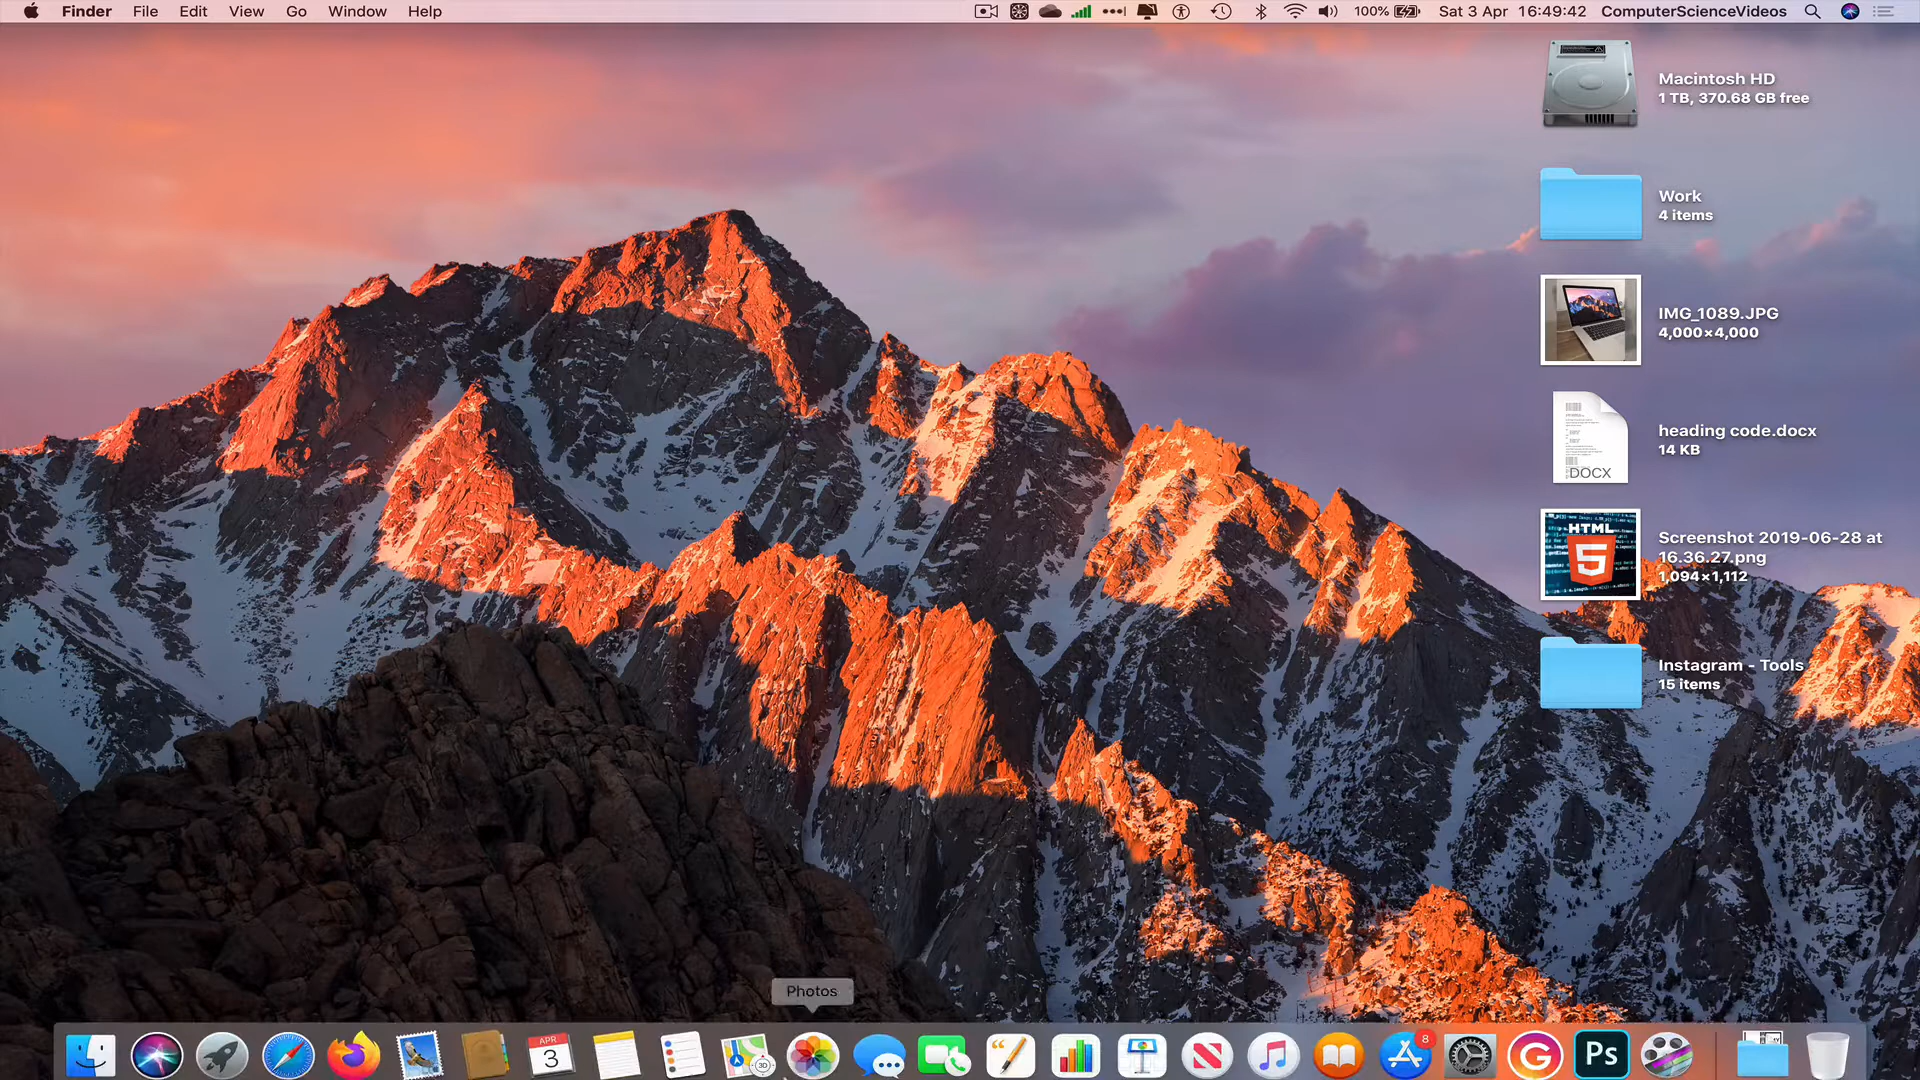 Finder File Edit View Go Window Help 100% Sat 3 Apr 16:49:42 ComputerScienceVideos
Macintosh HD
1 TB, 370.68 GB free
Work
4 items
IMG_1089.JPG
4,000×4,000
heading code.docx
14 KB
DOCX
HTML
5
Screenshot 2019-06-28 at
16.36.27.png
1,094×1,112
Instagram - Tools
15 items
Photos
APR
3
3D
8
Ps